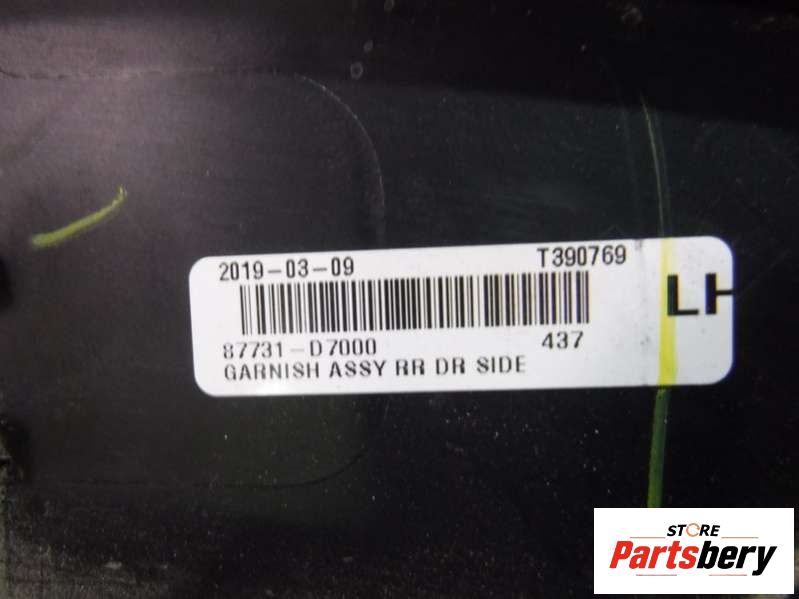 2019-03-09 T390769
LH
87731-D7000 437
GARNISH ASSY RR DR SIDE
STORE
Partsbery